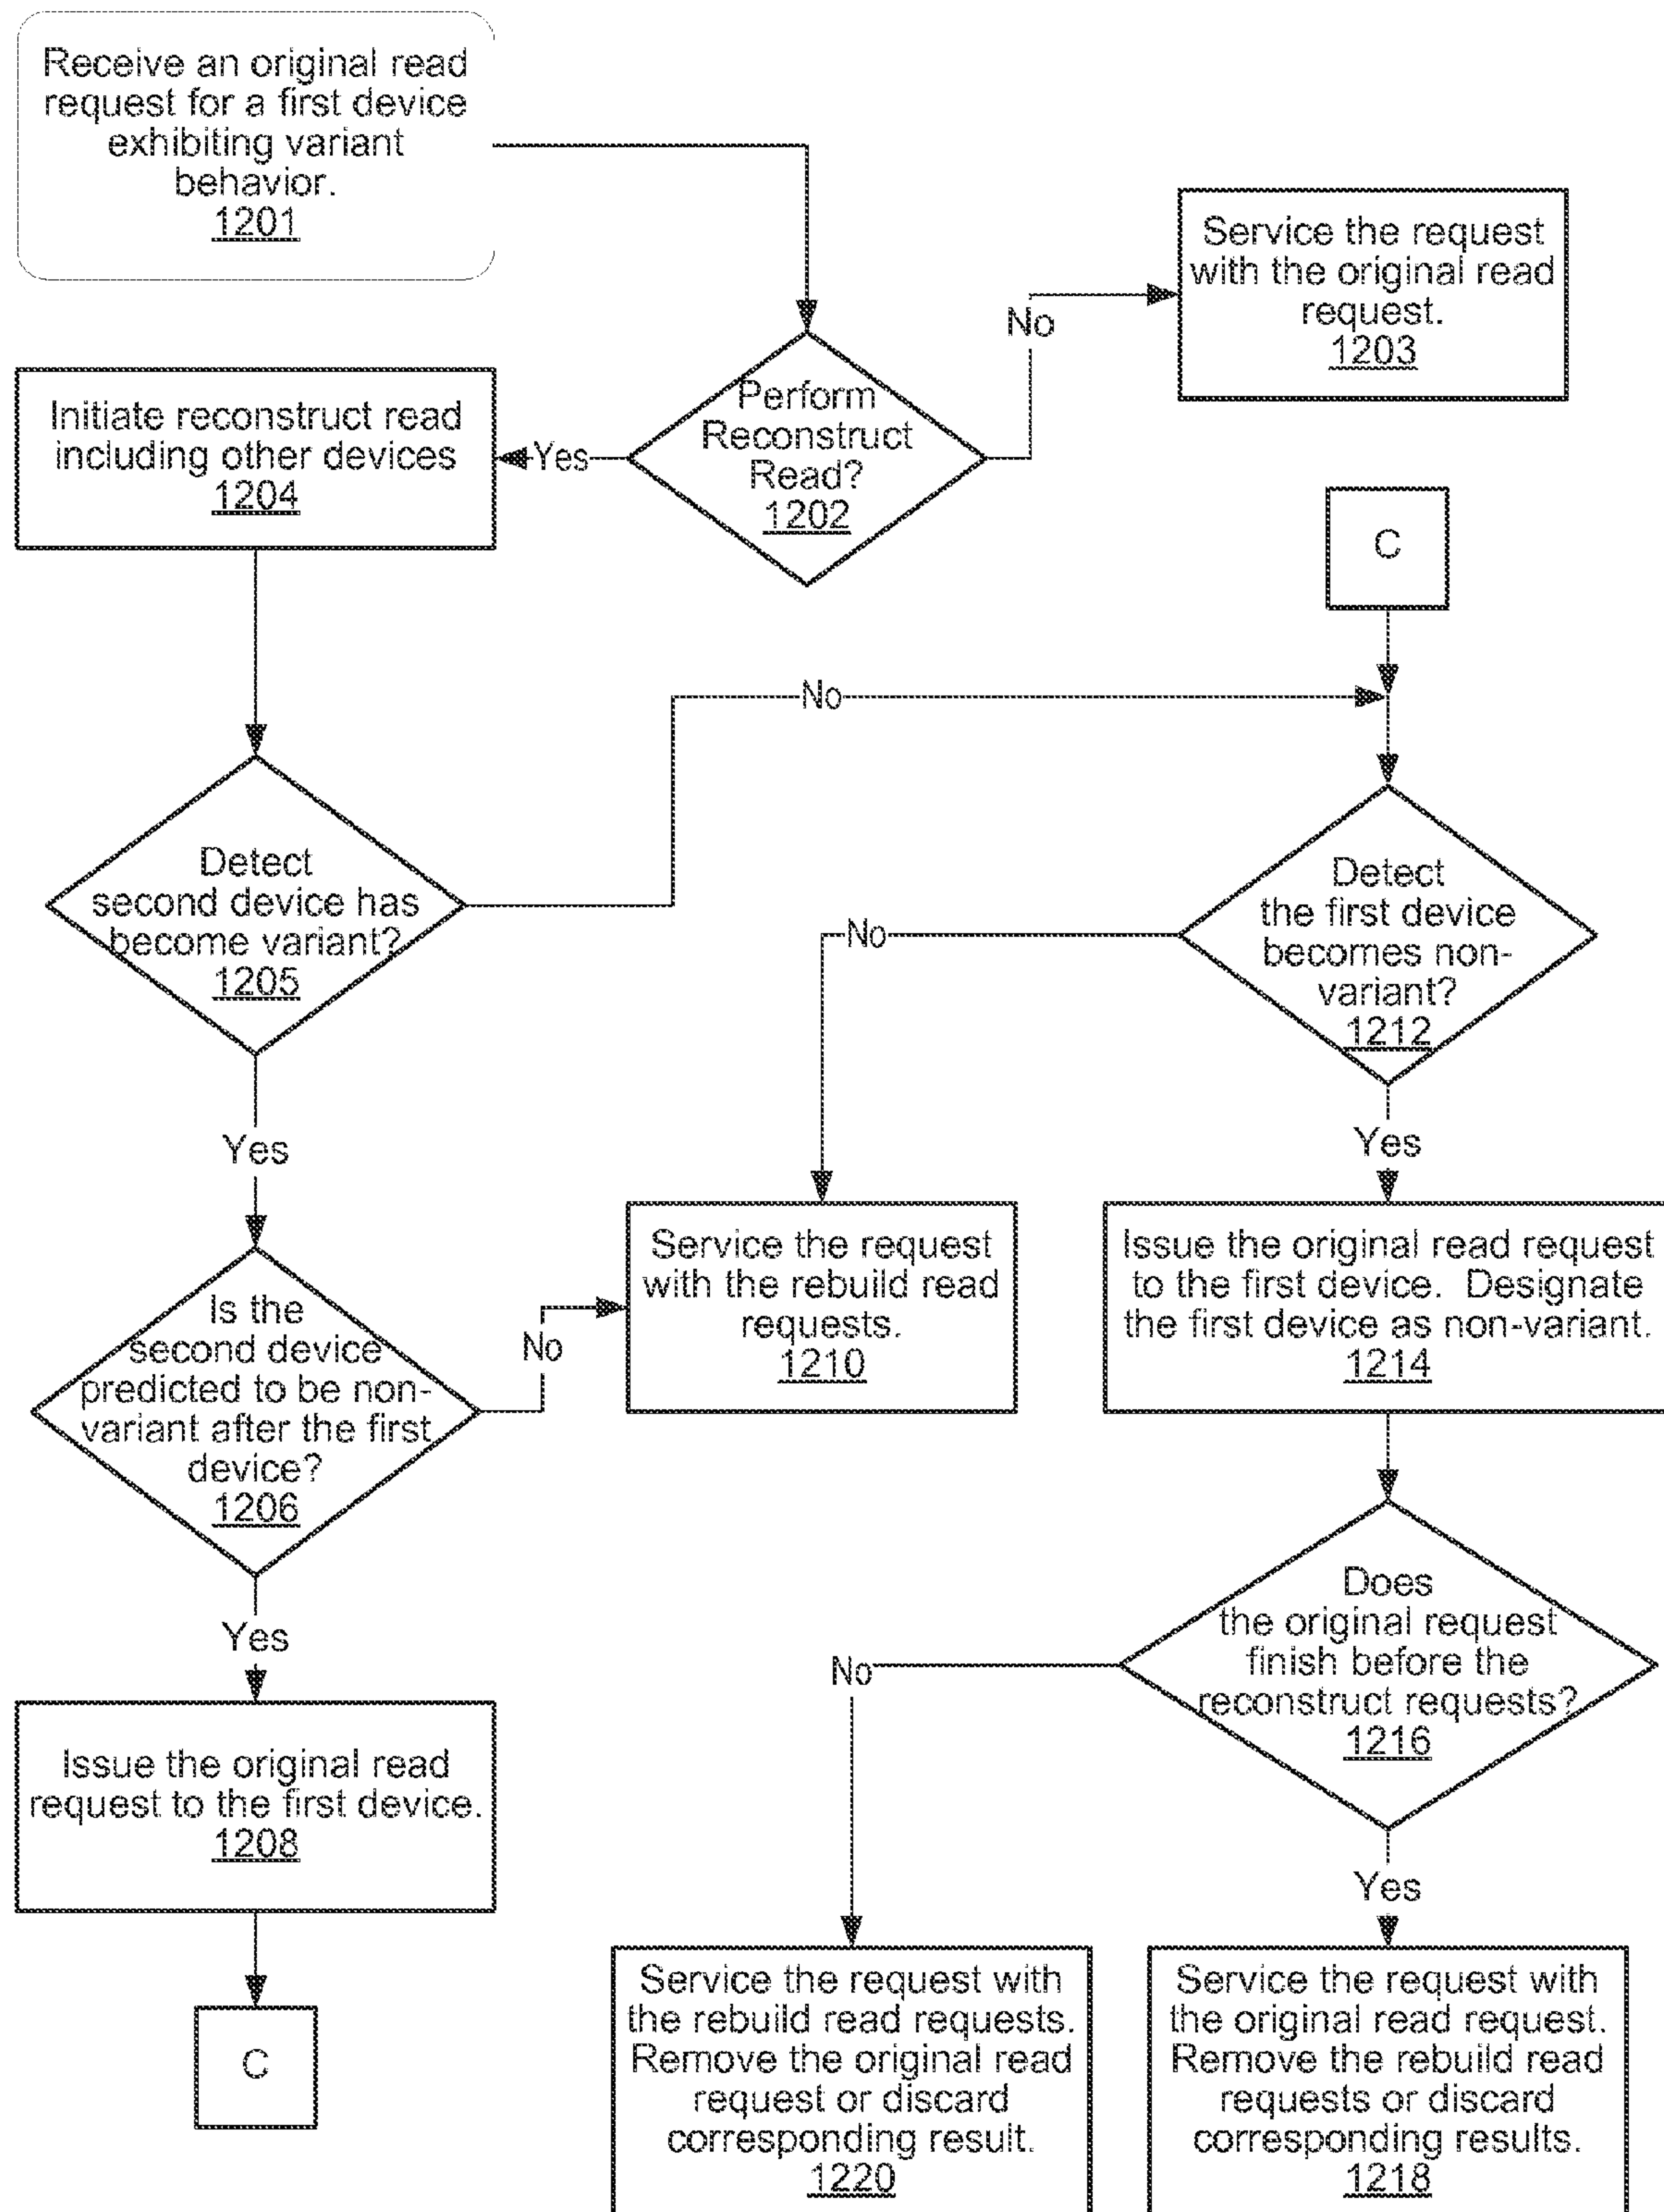 Receive an original read
request for a first device
exhibiting variant
behavior.
1201
Service the request
with the original read
request.
1203
No
Perform
Reconstruct
Read?
1202
Yes
Initiate reconstruct read
including other devices
1204
C
No
Detect
second device has
become variant?
1205
Detect
the first device
becomes non-
variant?
1212
No
Yes
Yes
Service the request
with the rebuild read
requests.
1210
Issue the original read request
to the first device. Designate
the first device as non-variant.
1214
Is the
second device
predicted to be non-
variant after the first
device?
1206
No
Yes
Does
the original request
finish before the
reconstruct requests?
1216
No
Yes
Issue the original read
request to the first device.
1208
C
Service the request with
the rebuild read requests.
Remove the original read
request or discard
corresponding result.
1220
Service the request with
the original read request.
Remove the rebuild read
requests or discard
corresponding results.
1218